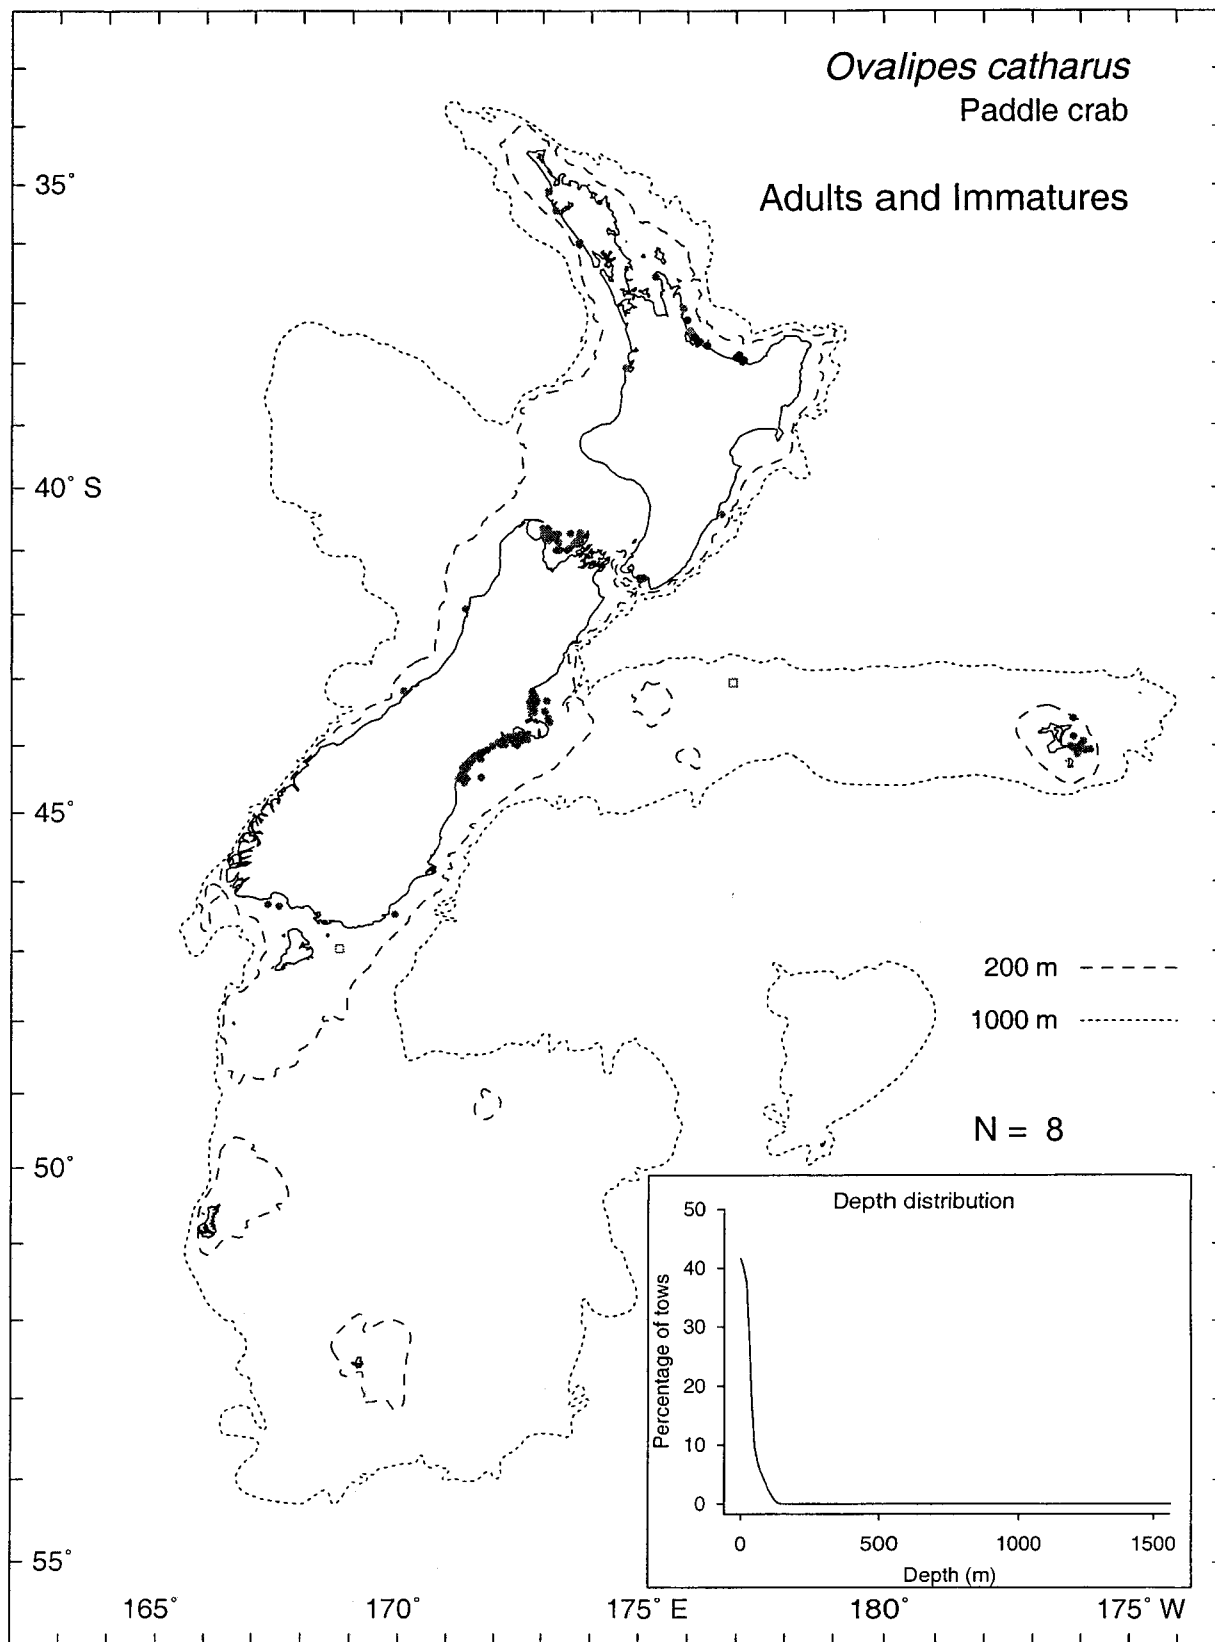 Ovalipes catharus
Paddle crab
Adults and Immatures
35°
40° S
45°
50°
55°
200 m
1000 m
N = 8
Depth distribution
Percentage of tows
50
40
30
20
10
0
0 500 1000 1500
Depth (m)
165° 170° 175° E 180° 175° W